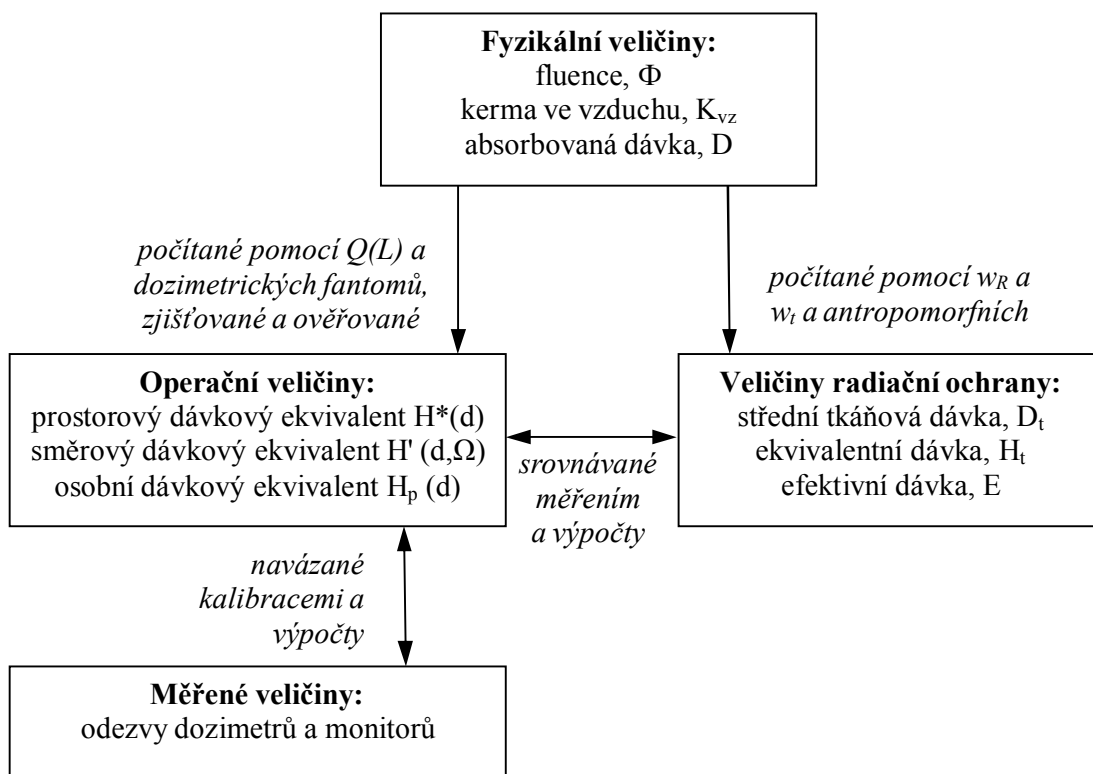 Fyzikální veličiny:
fluence, Φ
kerma ve vzduchu, Kvz
absorbovaná dávka, D
počítané pomocí Q(L) a
dozimetrických fantomů,
zjišťované a ověřované
počítané pomocí wR a
wt a antropomorfních
Operační veličiny:
prostorový dávkový ekvivalent H*(d)
směrový dávkový ekvivalent H' (d,Ω)
osobní dávkový ekvivalent Hp (d)
srovnávané
měřením
a výpočty
Veličiny radiační ochrany:
střední tkáňová dávka, Dt
ekvivalentní dávka, Ht
efektivní dávka, E
navázané
kalibracemi a
výpočty
Měřené veličiny:
odezvy dozimetrů a monitorů